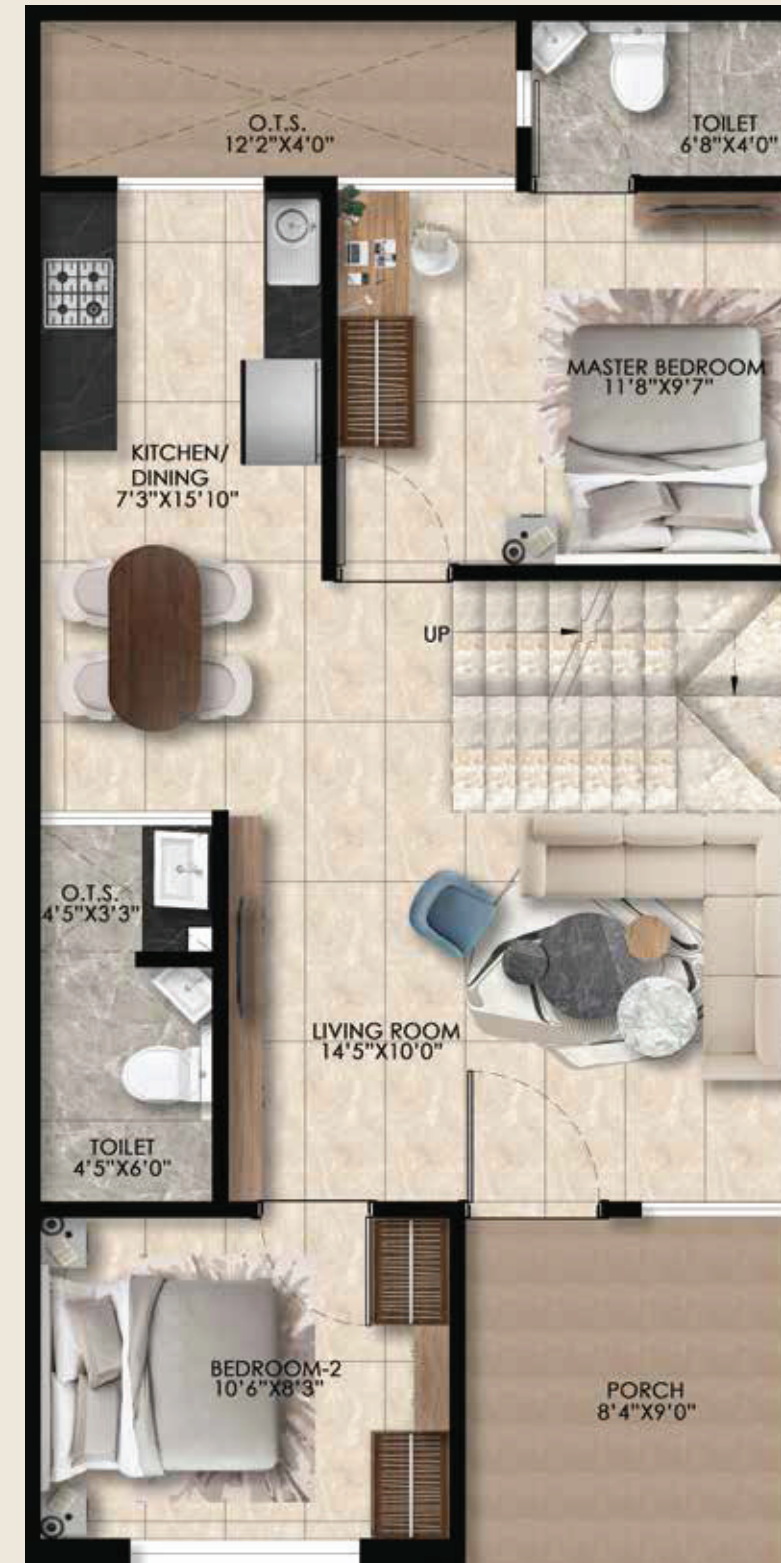 O.T.S.
12'2"X4'0"
TOILET
6'8"X4'0"
MASTER BEDROOM
11'8"X9'7"
KITCHEN/
DINING
7'3"X15'10"
UP
O.T.S.
4'5"X3'3"
LIVING ROOM
14'5"X10'0"
TOILET
4'5"X6'0"
BEDROOM-2
10'6"X8'3"
PORCH
8'4"X9'0"